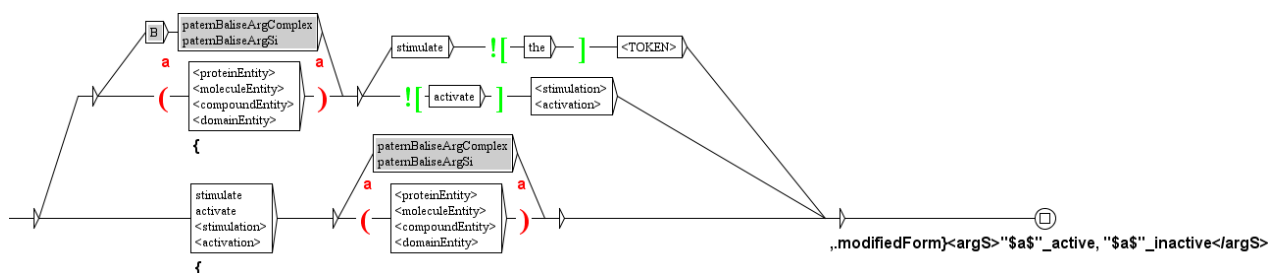 B
paternBaliseArgComplex
paternBaliseArgSi
a
a
<proteinEntity>
<moleculeEntity>
<compoundEntity>
<domainEntity>
(
)
{
stimulate
![
the
]
<TOKEN>
![
activate
]
<stimulation>
<activation>
paternBaliseArgComplex
paternBaliseArgSi
a
a
stimulate
activate
<stimulation>
<activation>
{
(
<proteinEntity>
<moleculeEntity>
<compoundEntity>
<domainEntity>
)
,.modifiedForm}<argS>"$a$"_active, "$a$"_inactive</argS>